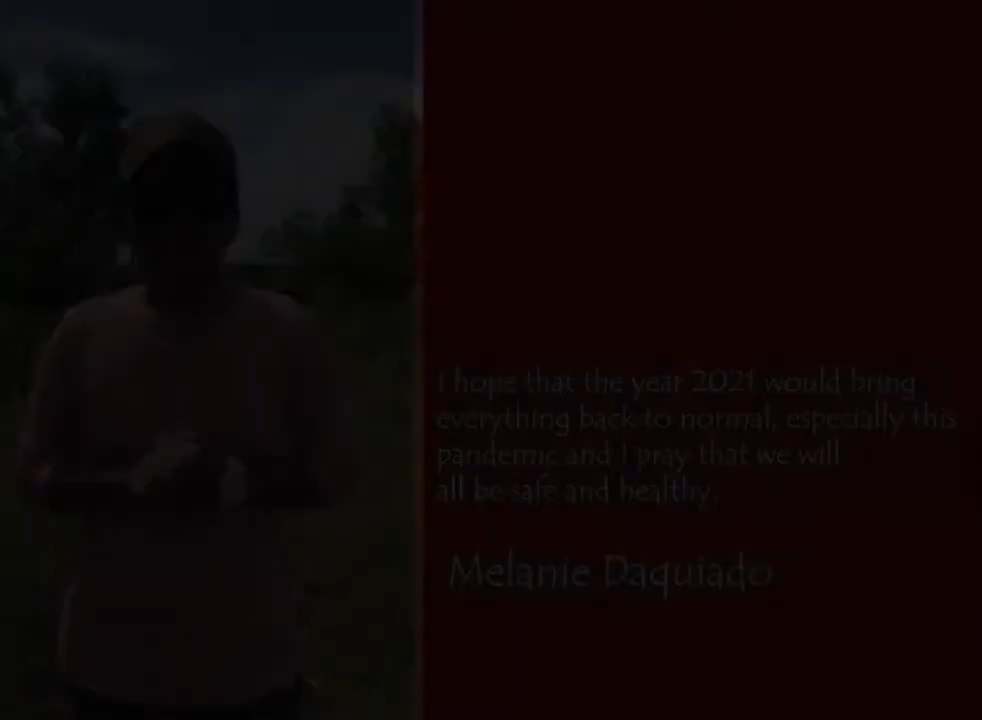 I hope that the year 2021 would bring
everything back to normal, especially this
pandemic and I pray that we will
all be safe and healthy.
Melanie Daquiado